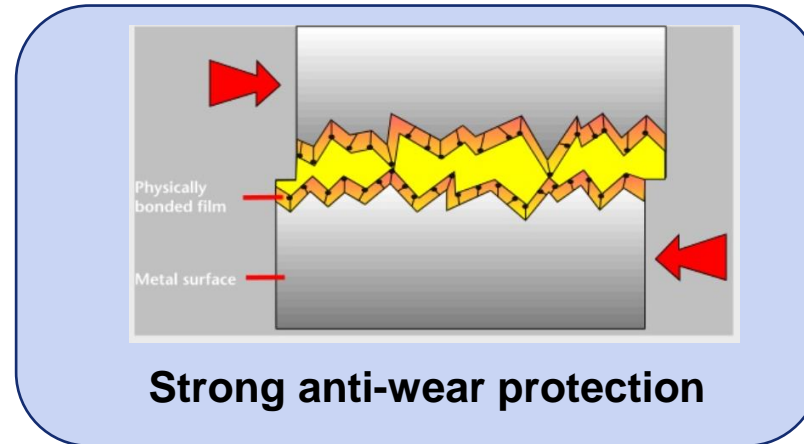 Physically
bonded film
Metal surface
Strong anti-wear protection